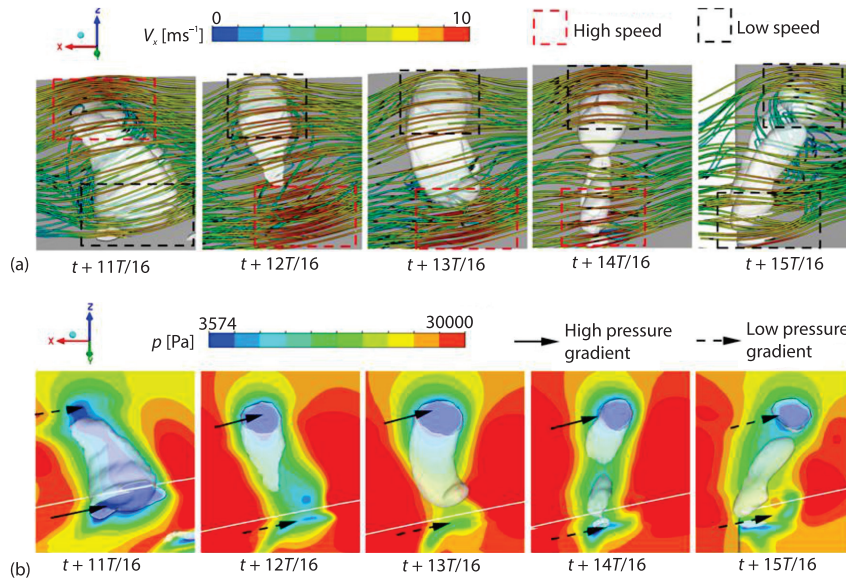 Vx [ms⁻¹] 0 10 High speed Low speed
z
x
(a) t + 11T/16 t + 12T/16 t + 13T/16 t + 14T/16 t + 15T/16
p [Pa] 3574 30000 High pressure gradient Low pressure gradient
z
x
(b) t + 11T/16 t + 12T/16 t + 13T/16 t + 14T/16 t + 15T/16